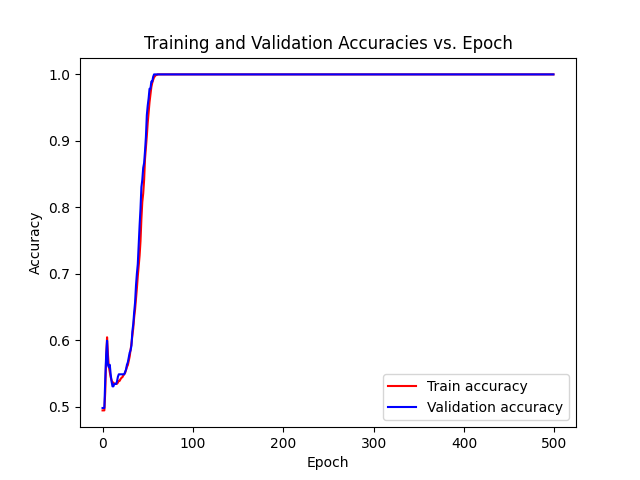 Training and Validation Accuracies vs. Epoch
1.0
0.9
0.8
0.7
0.6
0.5
Accuracy
Train accuracy
Validation accuracy
0 100 200 300 400 500
Epoch